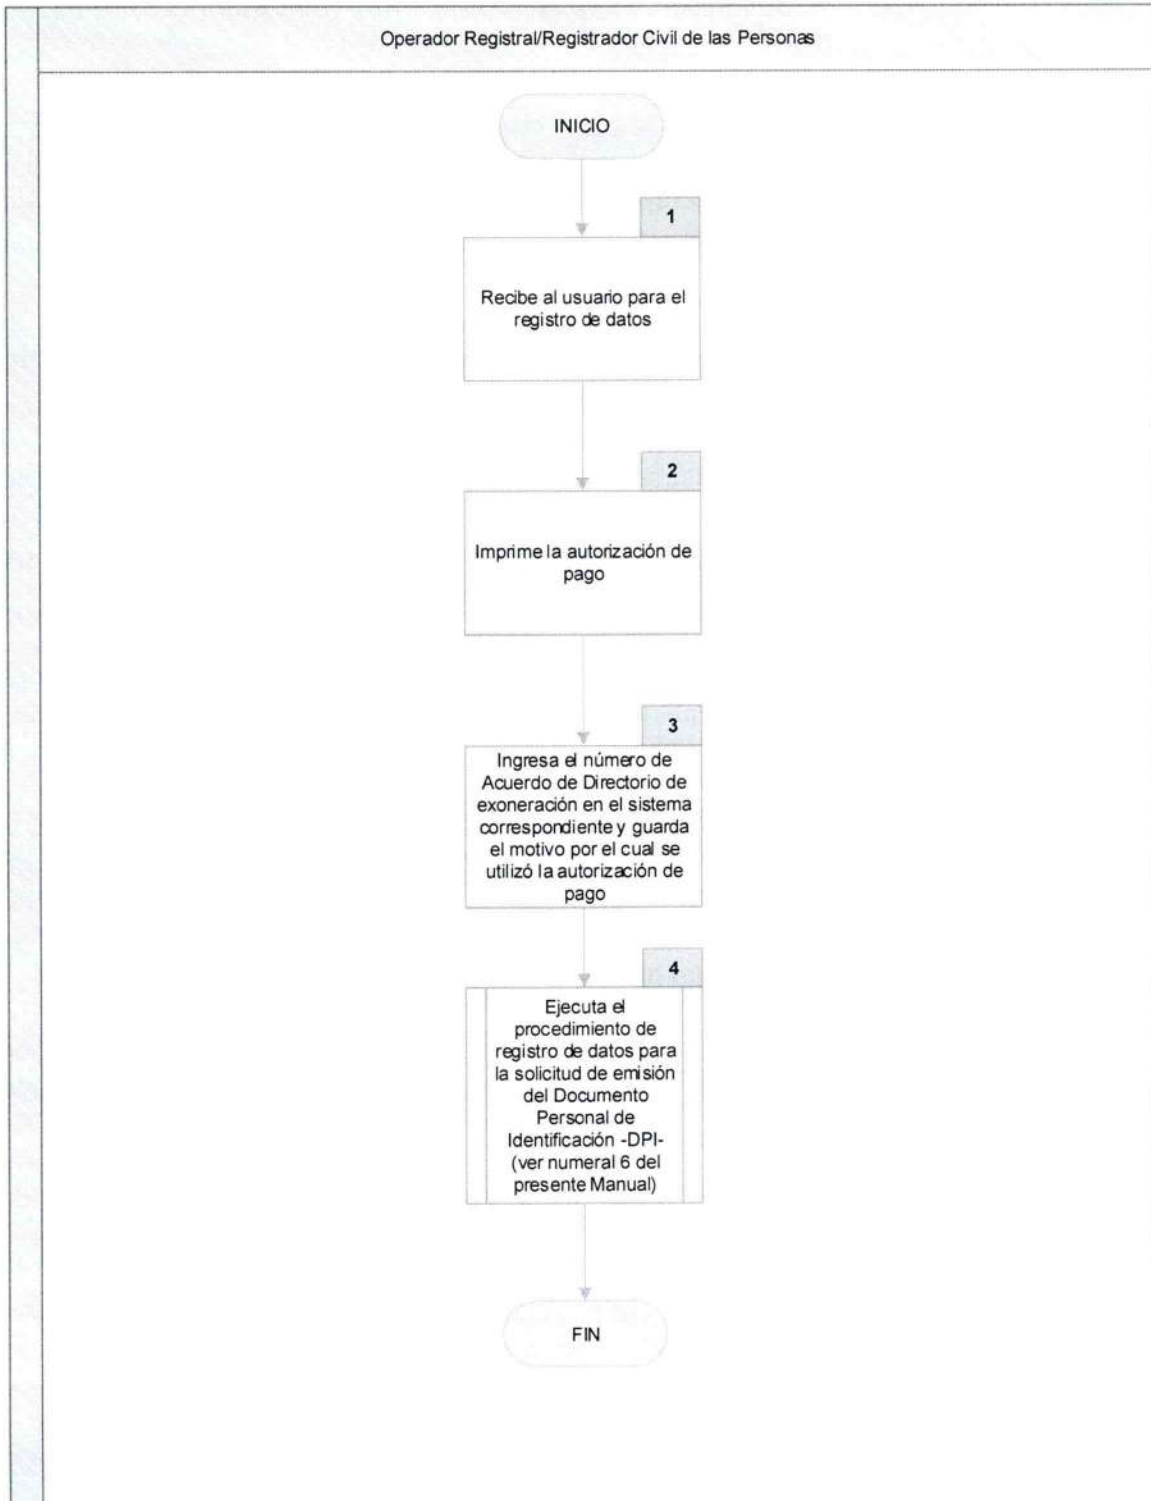 Operador Registral/Registrador Civil de las Personas
INICIO
1
Recibe al usuario para el
registro de datos
2
Imprime la autorización de
pago
3
Ingresa el número de
Acuerdo de Directorio de
exoneración en el sistema
correspondiente y guarda
el motivo por el cual se
utilizó la autorización de
pago
4
Ejecuta el
procedimiento de
registro de datos para
la solicitud de emisión
del Documento
Personal de
Identificación -DPI-
(ver numeral 6 del
presente Manual)
FIN